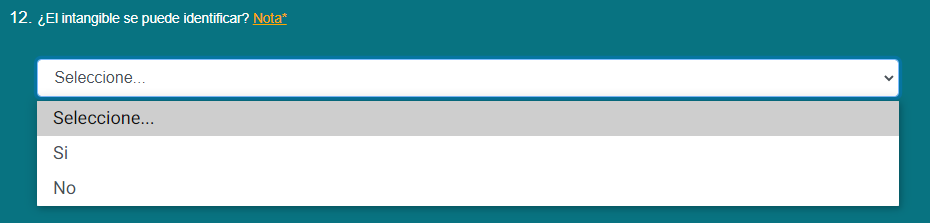 12. ¿El intangible se puede identificar? Nota*
Seleccione...
Seleccione...
Si
No